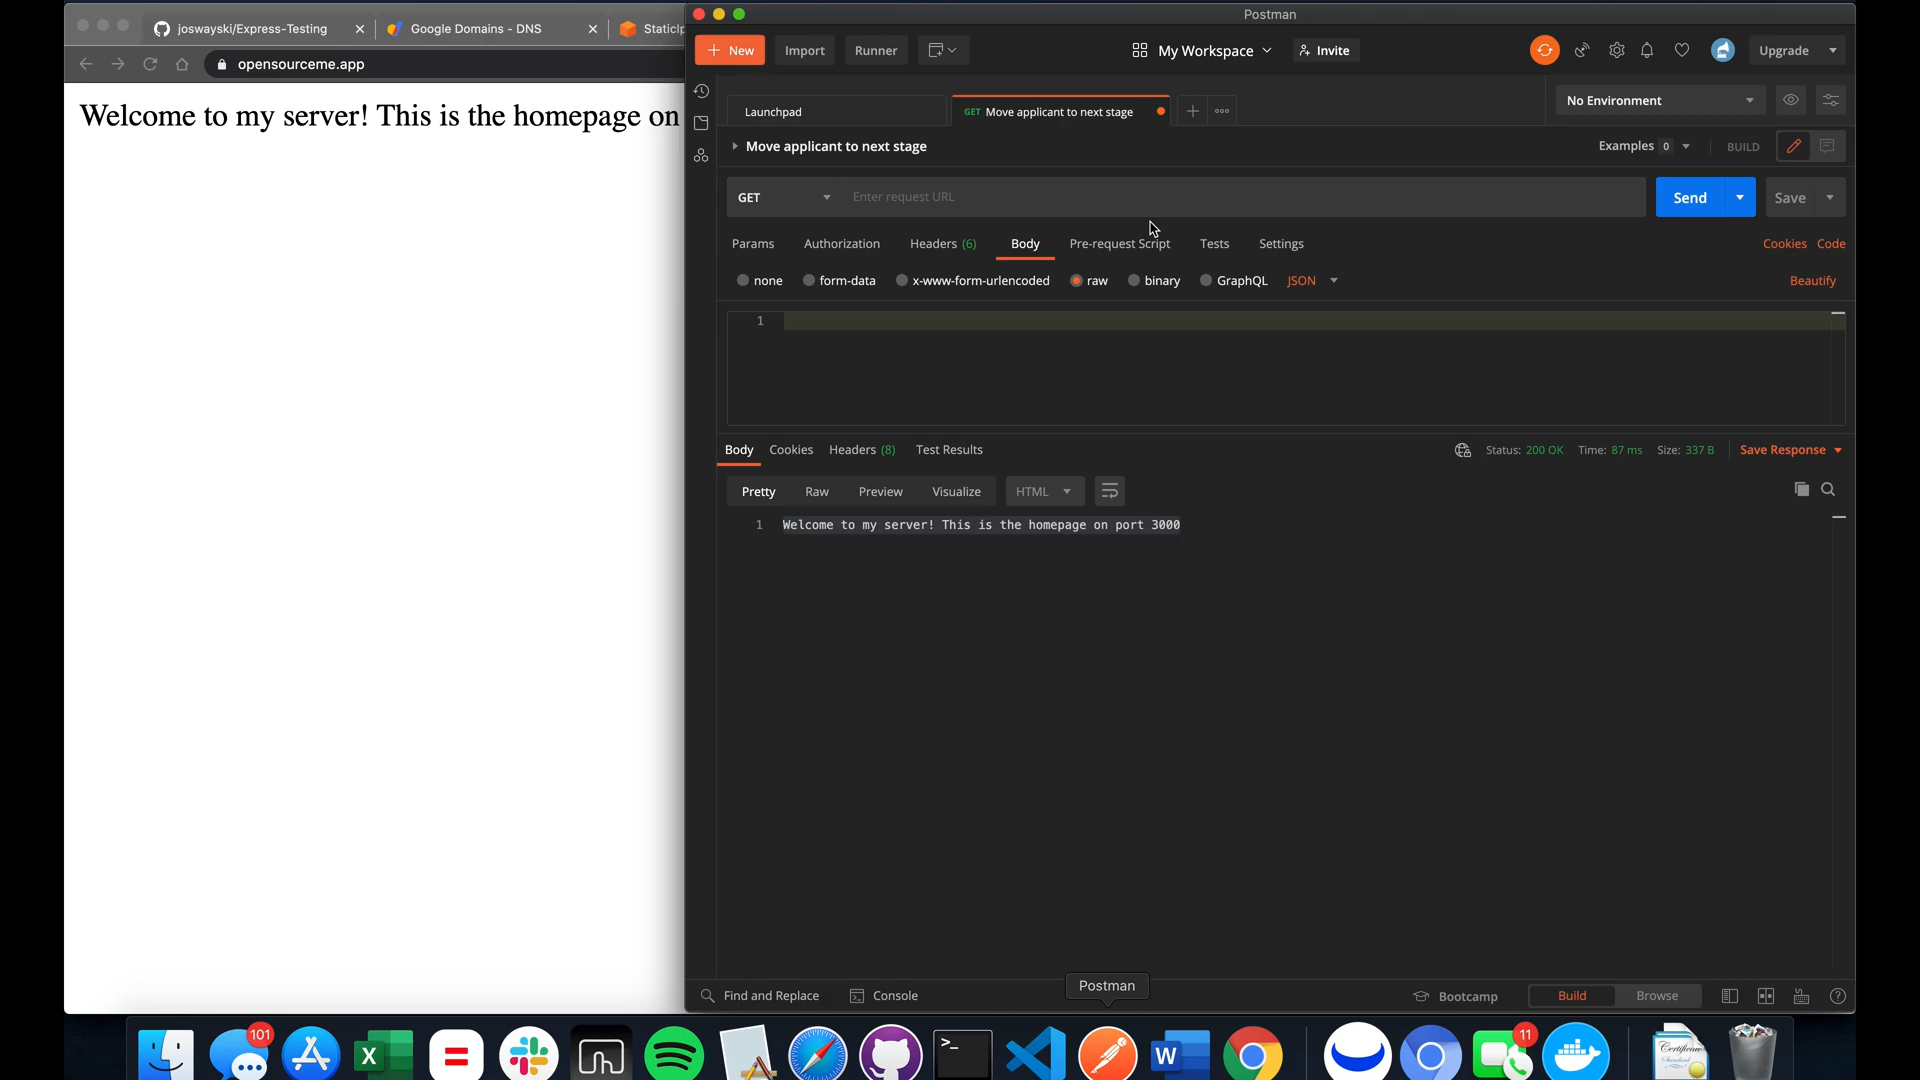 Postman
joswayski/Express-Testing
Google Domains - DNS
StaticIp
New
Import
Runner
My Workspace
Invite
Upgrade
opensourceme.app
Launchpad
GET Move applicant to next stage
No Environment
Welcome to my server! This is the homepage on
Move applicant to next stage
Examples 0
BUILD
GET
Enter request URL
Send
Save
Params
Authorization
Headers (6)
Body
Pre-request Script
Tests
Settings
Cookies
Code
none
form-data
x-www-form-urlencoded
raw
binary
GraphQL
JSON
Beautify
1
Body
Cookies
Headers (8)
Test Results
Status: 200 OK
Time: 87 ms
Size: 337 B
Save Response
Pretty
Raw
Preview
Visualize
HTML
1 Welcome to my server! This is the homepage on port 3000
Postman
Find and Replace
Console
Bootcamp
Build
Browse
101
11
X
W
>_
Certificate
Standard